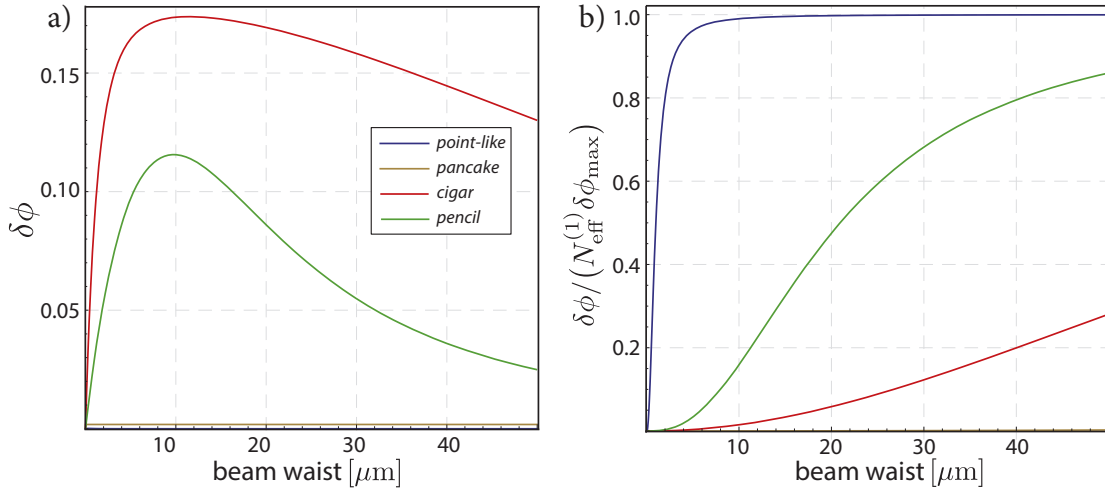 a)
δϕ
0.15
0.10
0.05
10
20
30
40
beam waist [μm]
point-like
pancake
cigar
pencil
b)
δϕ/(N_eff^(1) δϕ_max)
1.0
0.8
0.6
0.4
0.2
10
20
30
40
beam waist [μm]